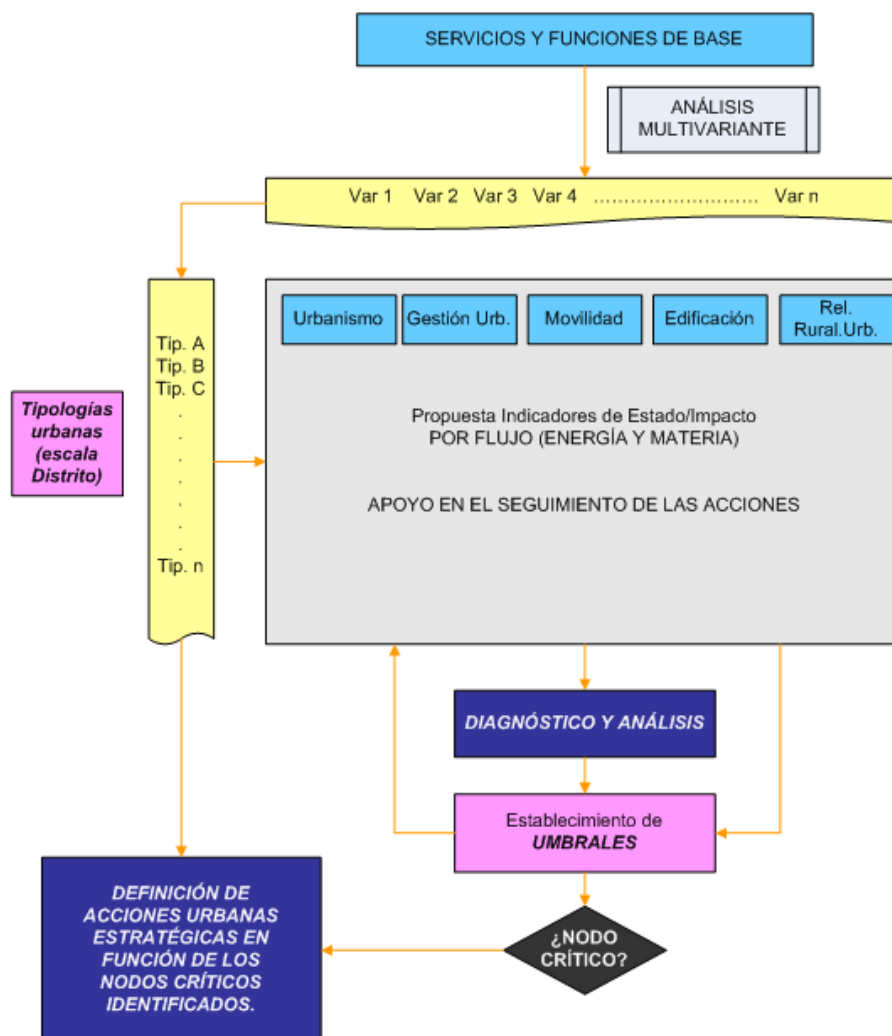 SERVICIOS Y FUNCIONES DE BASE
ANÁLISIS
MULTIVARIANTE
Var 1 Var 2 Var 3 Var 4 ............................ Var n
Urbanismo
Gestión Urb.
Movilidad
Edificación
Rel.
Rural.Urb.
Tip. A
Tip. B
Tip. C
.
.
.
.
.
.
.
Tip. n
Tipologías
urbanas
(escala
Distrito)
Propuesta Indicadores de Estado/Impacto
POR FLUJO (ENERGÍA Y MATERIA)
APOYO EN EL SEGUIMIENTO DE LAS ACCIONES
DIAGNÓSTICO Y ANÁLISIS
Establecimiento de
UMBRALES
¿NODO
CRÍTICO?
DEFINICIÓN DE
ACCIONES URBANAS
ESTRATÉGICAS EN
FUNCIÓN DE LOS
NODOS CRÍTICOS
IDENTIFICADOS.